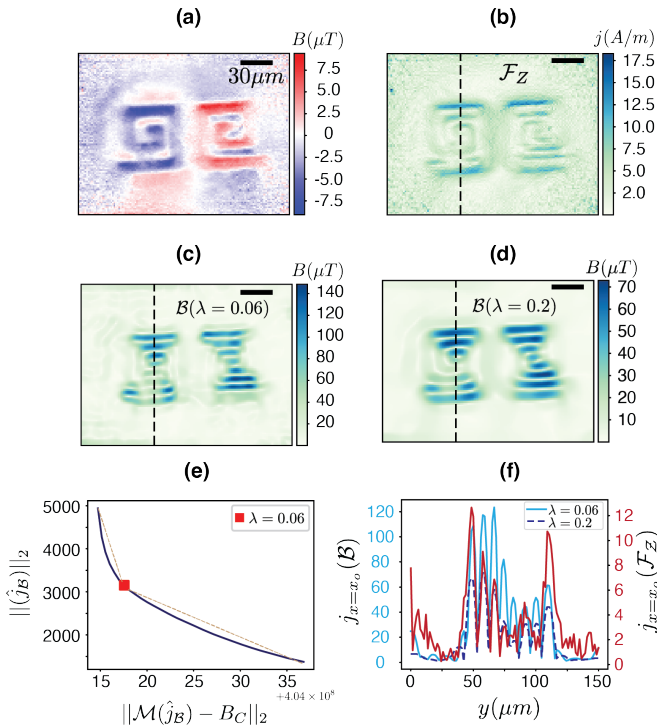 (a)
B(μT)
30μm
7.5
5.0
2.5
0
-2.5
-5.0
-7.5
(b)
j(A/m)
F_Z
17.5
15.0
12.5
10.0
7.5
5.0
2.0
(c)
B(μT)
B(λ = 0.06)
140
120
100
80
60
40
20
(d)
B(μT)
B(λ = 0.2)
70
60
50
40
30
20
10
(e)
5000
4000
3000
2000
||(ĵ_B)||_2
λ = 0.06
15 20 25 30 35
+4.04 × 10^8
||M(ĵ_B) − B_C||_2
(f)
120
100
80
60
40
20
0
j_{x=x_o}(B)
λ = 0.06
λ = 0.2
12
10
8
6
4
2
0
j_{x=x_o}(F_Z)
0 50 100 150
y(μm)